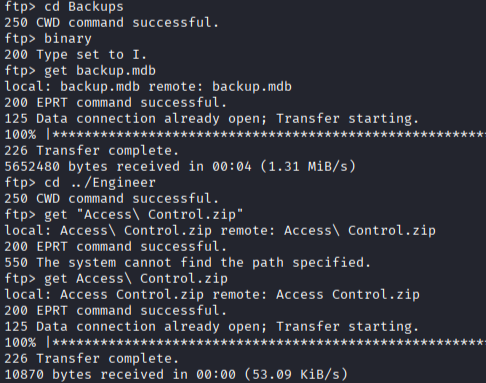 ftp> cd Backups
250 CWD command successful.
ftp> binary
200 Type set to I.
ftp> get backup.mdb
local: backup.mdb remote: backup.mdb
200 EPRT command successful.
125 Data connection already open; Transfer starting.
100% |*******************************************************
226 Transfer complete.
5652480 bytes received in 00:04 (1.31 MiB/s)
ftp> cd ../Engineer
250 CWD command successful.
ftp> get "Access\ Control.zip"
local: Access\ Control.zip remote: Access\ Control.zip
200 EPRT command successful.
550 The system cannot find the path specified.
ftp> get Access\ Control.zip
local: Access Control.zip remote: Access Control.zip
200 EPRT command successful.
125 Data connection already open; Transfer starting.
100% |*******************************************************
226 Transfer complete.
10870 bytes received in 00:00 (53.09 KiB/s)